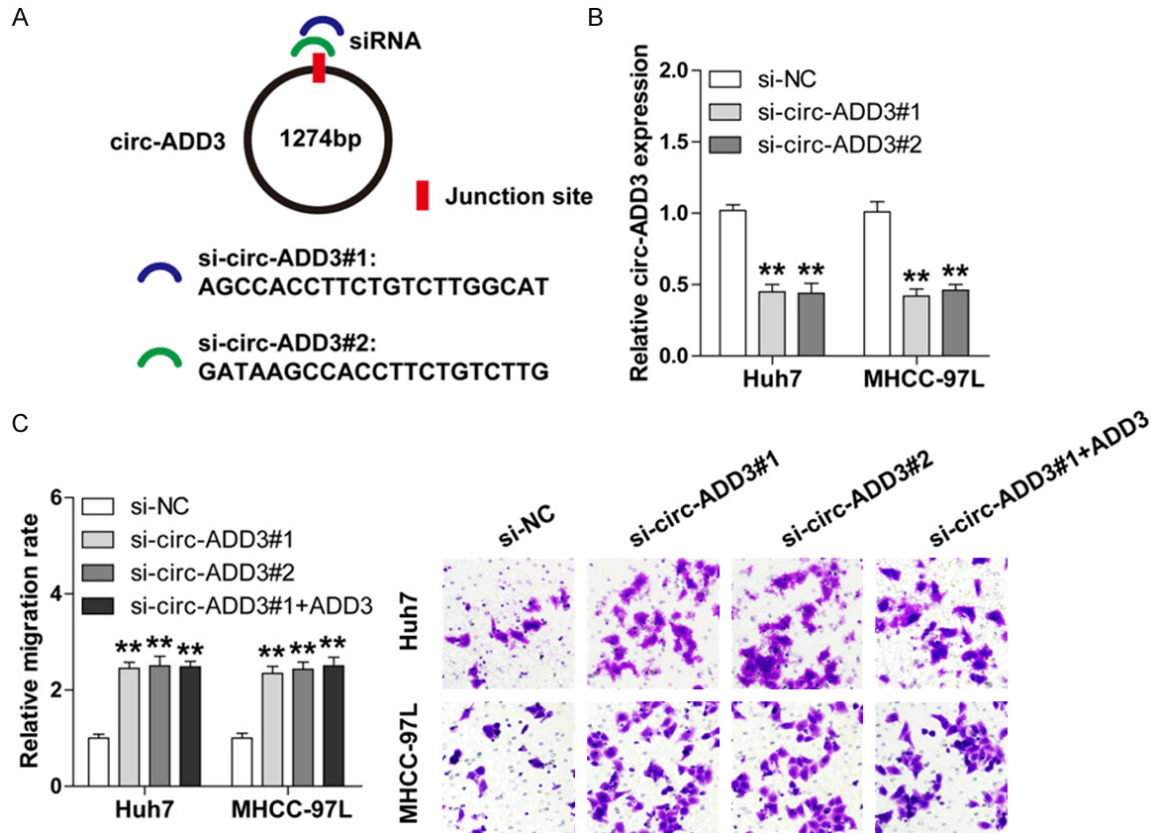 A
siRNA
circ-ADD3
1274bp
Junction site
si-circ-ADD3#1:
AGCCACCTTCTGTCTTGGCAT
si-circ-ADD3#2:
GATAAGCCACCTTCTGTCTTG
B
Relative circ-ADD3 expression
2.0
1.5
1.0
0.5
0.0
si-NC
si-circ-ADD3#1
si-circ-ADD3#2
** ** ** **
Huh7 MHCC-97L
C
Relative migration rate
6
4
2
0
si-NC
si-circ-ADD3#1
si-circ-ADD3#2
si-circ-ADD3#1+ADD3
** ** ** ** ** **
Huh7 MHCC-97L
si-NC
si-circ-ADD3#1
si-circ-ADD3#2
si-circ-ADD3#1+ADD3
Huh7
MHCC-97L